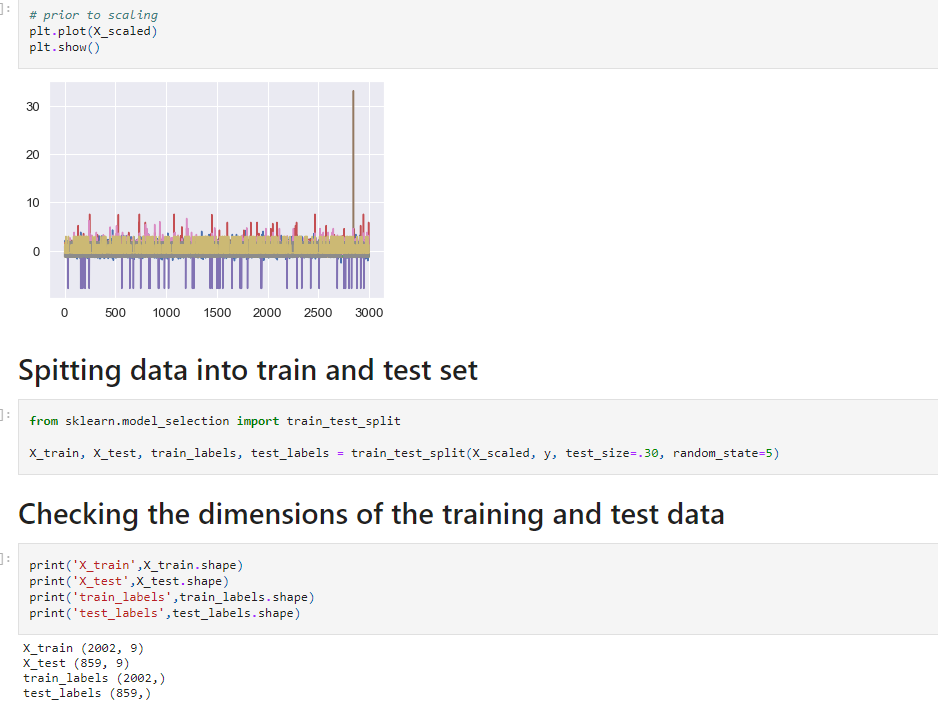 ]:
# prior to scaling
plt.plot(X_scaled)
plt.show()
30
20
10
0
0 500 1000 1500 2000 2500 3000
Spitting data into train and test set
]:
from sklearn.model_selection import train_test_split
X_train, X_test, train_labels, test_labels = train_test_split(X_scaled, y, test_size=.30, random_state=5)
Checking the dimensions of the training and test data
]:
print('X_train',X_train.shape)
print('X_test',X_test.shape)
print('train_labels',train_labels.shape)
print('test_labels',test_labels.shape)
X_train (2002, 9)
X_test (859, 9)
train_labels (2002,)
test_labels (859,)